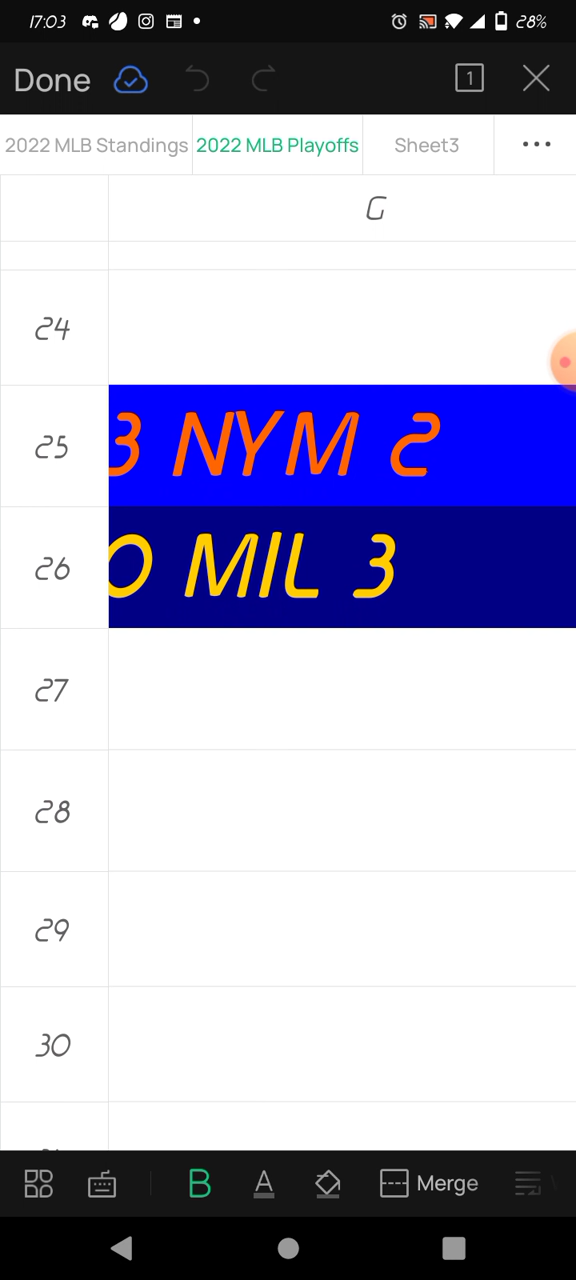 17:03 28%
Done 1
2022 MLB Standings 2022 MLB Playoffs Sheet3
G
24
25 3 NYM 2
26 0 MIL 3
27
28
29
30
B A Merge